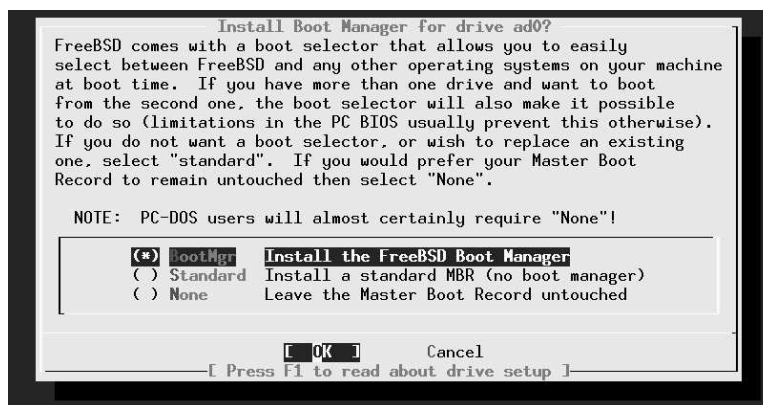 Install Boot Manager for drive ad0?
FreeBSD comes with a boot selector that allows you to easily
select between FreeBSD and any other operating systems on your machine
at boot time.  If you have more than one drive and want to boot
from the second one, the boot selector will also make it possible
to do so (limitations in the PC BIOS usually prevent this otherwise).
If you do not want a boot selector, or wish to replace an existing
one, select "standard".  If you would prefer your Master Boot
Record to remain untouched then select "None".
NOTE:  PC-DOS users will almost certainly require "None"!
(*) BootMgr   Install the FreeBSD Boot Manager
( ) Standard  Install a standard MBR (no boot manager)
( ) None      Leave the Master Boot Record untouched
[ OK ]       Cancel
[ Press F1 to read about drive setup ]